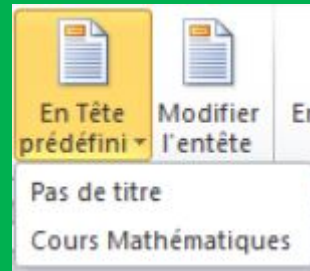 En Tête Modifier
prédéfini l'entête
Pas de titre
Cours Mathématiques